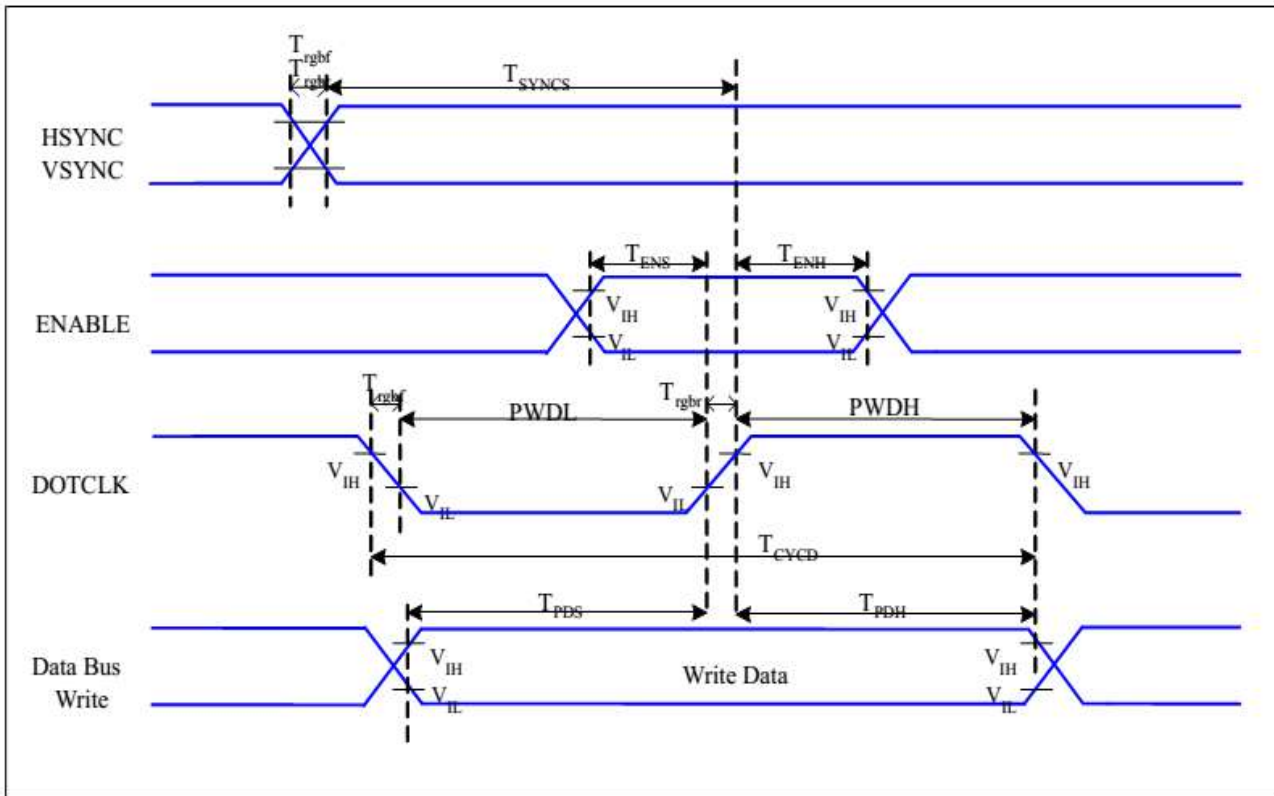 T_rgbf
T_rgbr T_SYNCS
HSYNC
VSYNC
T_ENS T_ENH
V_IH V_IH
ENABLE
V_IL V_IL
T_rgbf PWDL T_rgbr PWDH
V_IH V_IH V_IH
DOTCLK
V_IL V_IL
T_CYCD
T_PDS T_PDH
Data Bus V_IH Write Data V_IH
Write V_IL V_IL